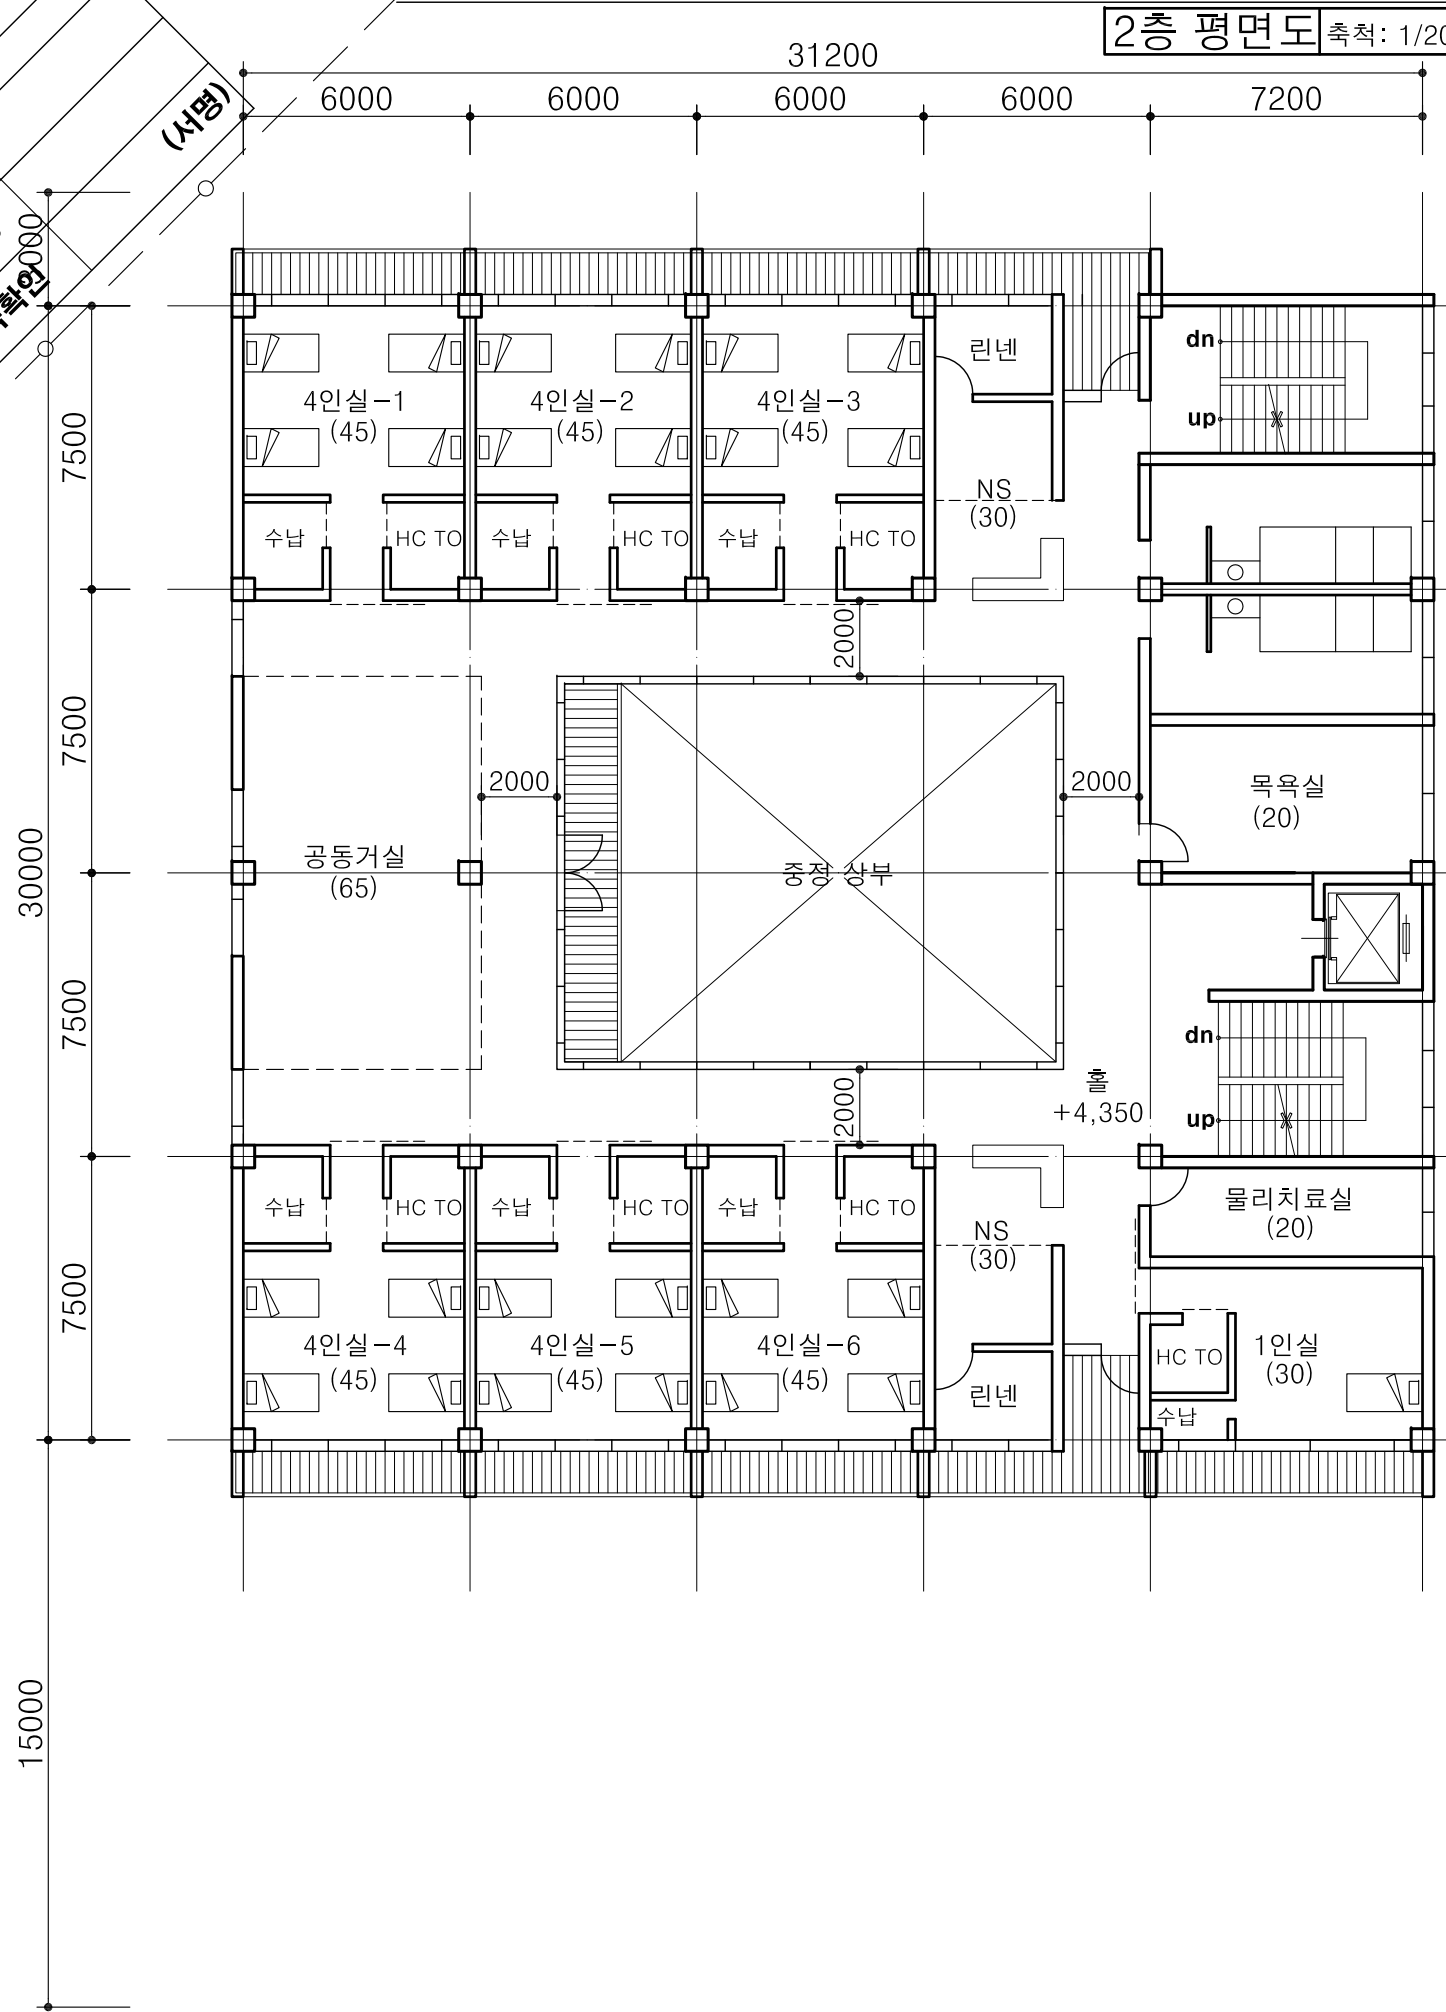 2층 평면도
축척: 1/20
31200
6000
6000
6000
6000
7200
(서명)
확인
7500
7500
7500
7500
30000
15000
4인실-1
(45)
4인실-2
(45)
4인실-3
(45)
린넨
dn
up
NS
(30)
수납
HC TO
수납
HC TO
수납
HC TO
2000
2000
2000
목욕실
(20)
공동거실
(65)
중정 상부
dn
up
홀
+4,350
2000
수납
HC TO
수납
HC TO
수납
HC TO
NS
(30)
물리치료실
(20)
4인실-4
(45)
4인실-5
(45)
4인실-6
(45)
린넨
HC TO
1인실
(30)
수납